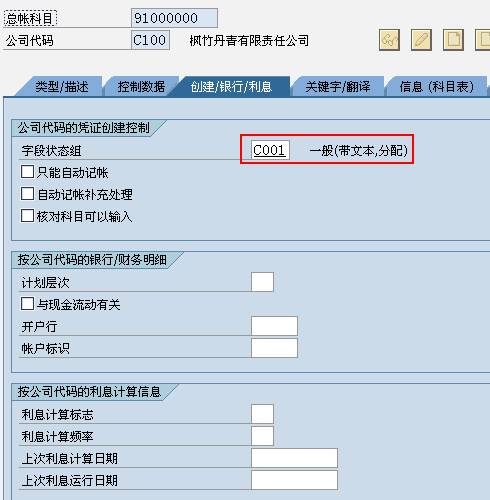 总帐科目 91000000
公司代码 C100 枫竹丹青有限责任公司
类型/描述 控制数据 创建/银行/利息 关键字/翻译 信息(科目表)
公司代码的凭证创建控制
字段状态组 C001 一般(带文本,分配)
只能自动记帐
自动记帐补充处理
核对科目可以输入
按公司代码的银行/财务明细
计划层次
与现金流动有关
开户行
帐户标识
按公司代码的利息计算信息
利息计算标志
利息计算频率
上次利息计算日期
上次利息运行日期